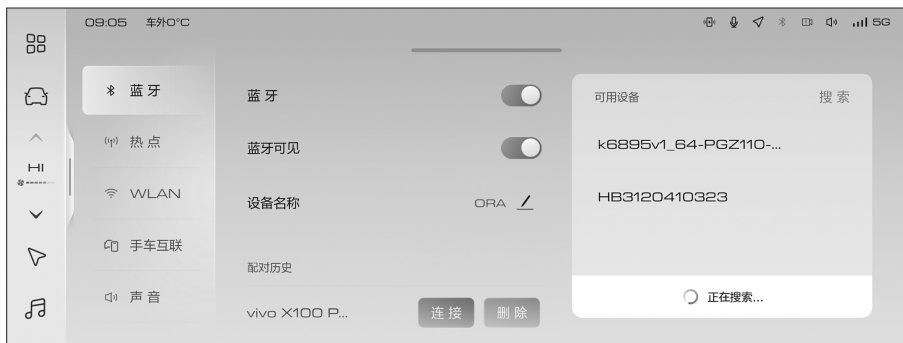 09:05 车外0°C
5G
HI
蓝牙
热点
WLAN
手车互联
声音
蓝牙
蓝牙可见
设备名称 ORA
配对历史
vivo X100 P... 连接 删除
可用设备 搜索
k6895v1_64-PGZ110-...
HB3120410323
正在搜索...